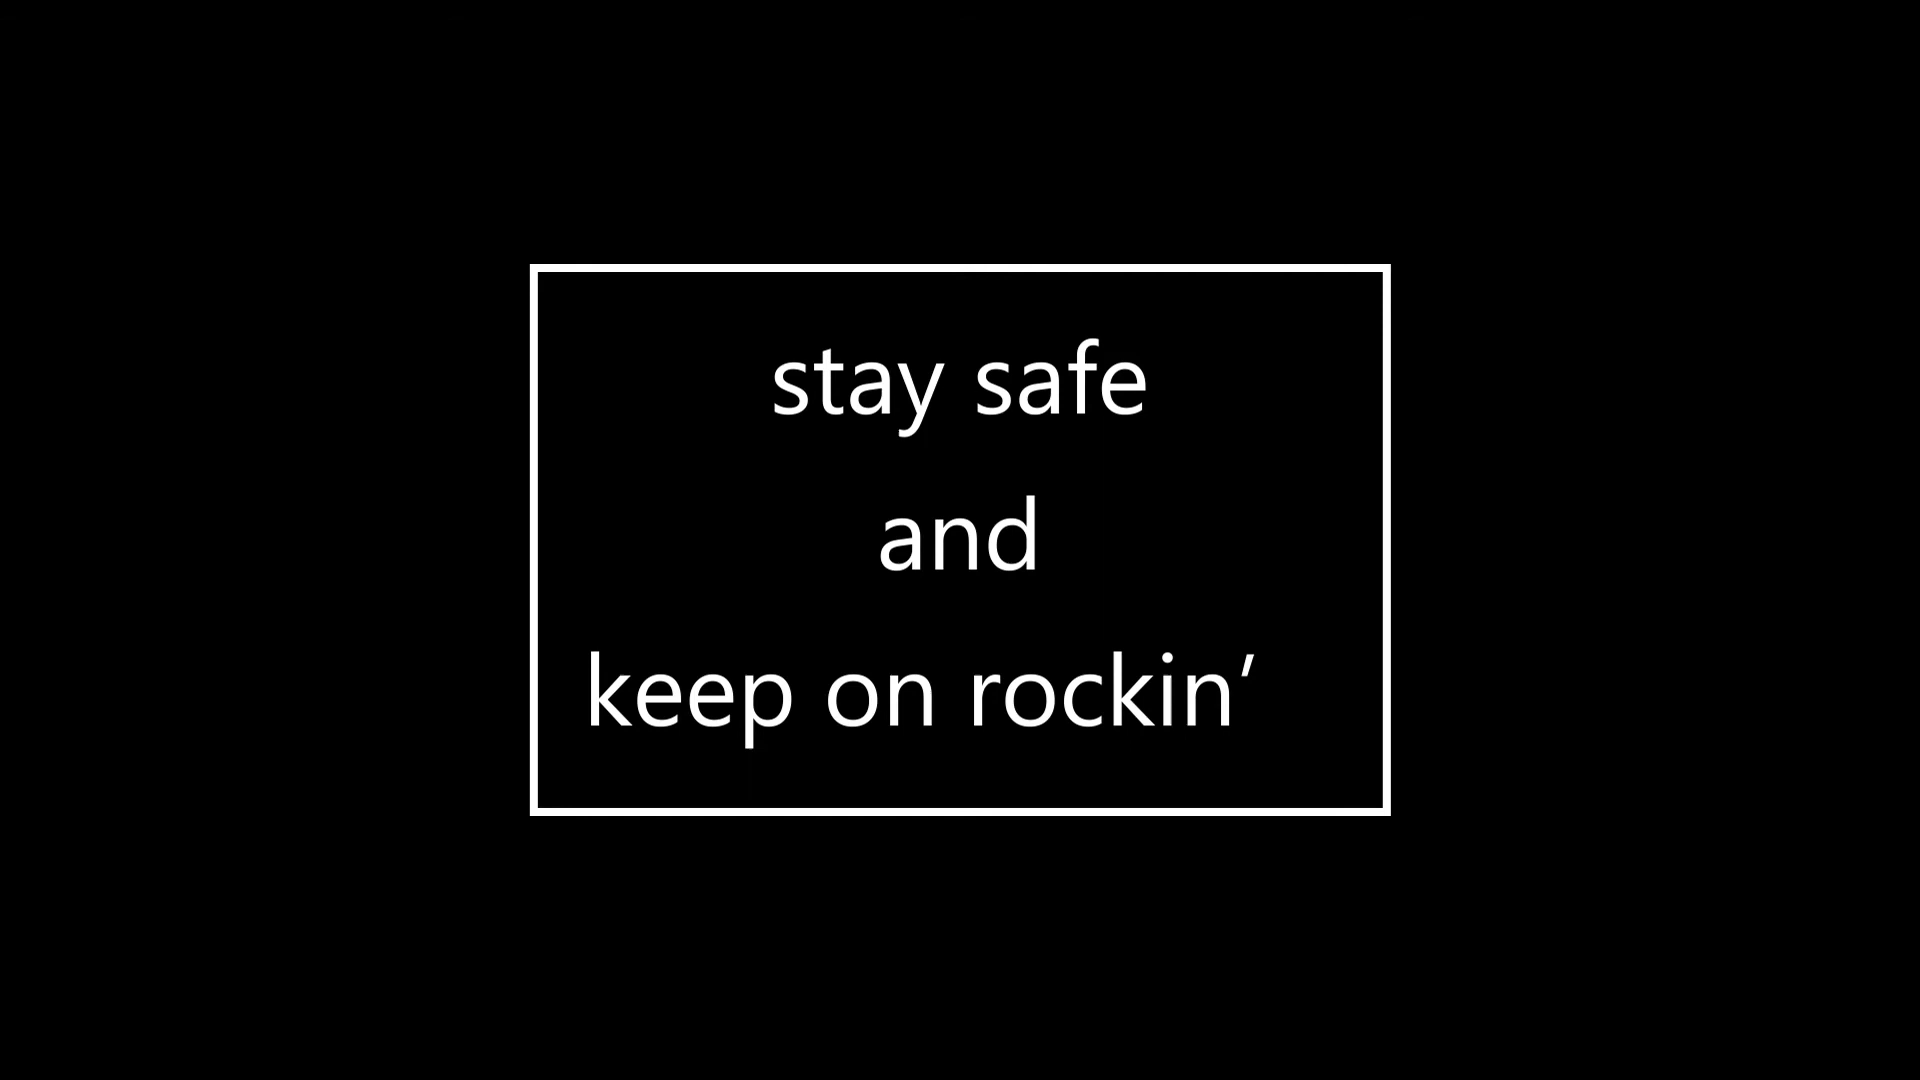 stay safe
and
keep on rockin’